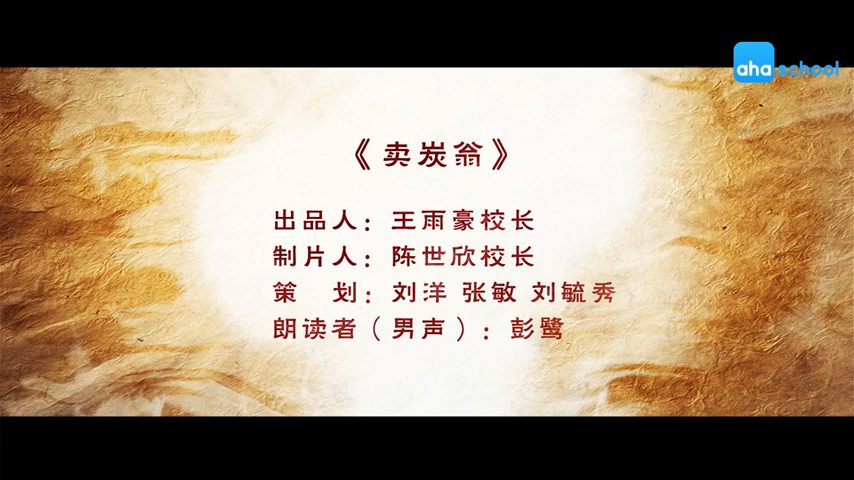 aha school
《卖炭翁》
出品人：王雨豪校长
制片人：陈世欣校长
策　划：刘洋 张敏 刘毓秀
朗读者（男声）：彭鹭